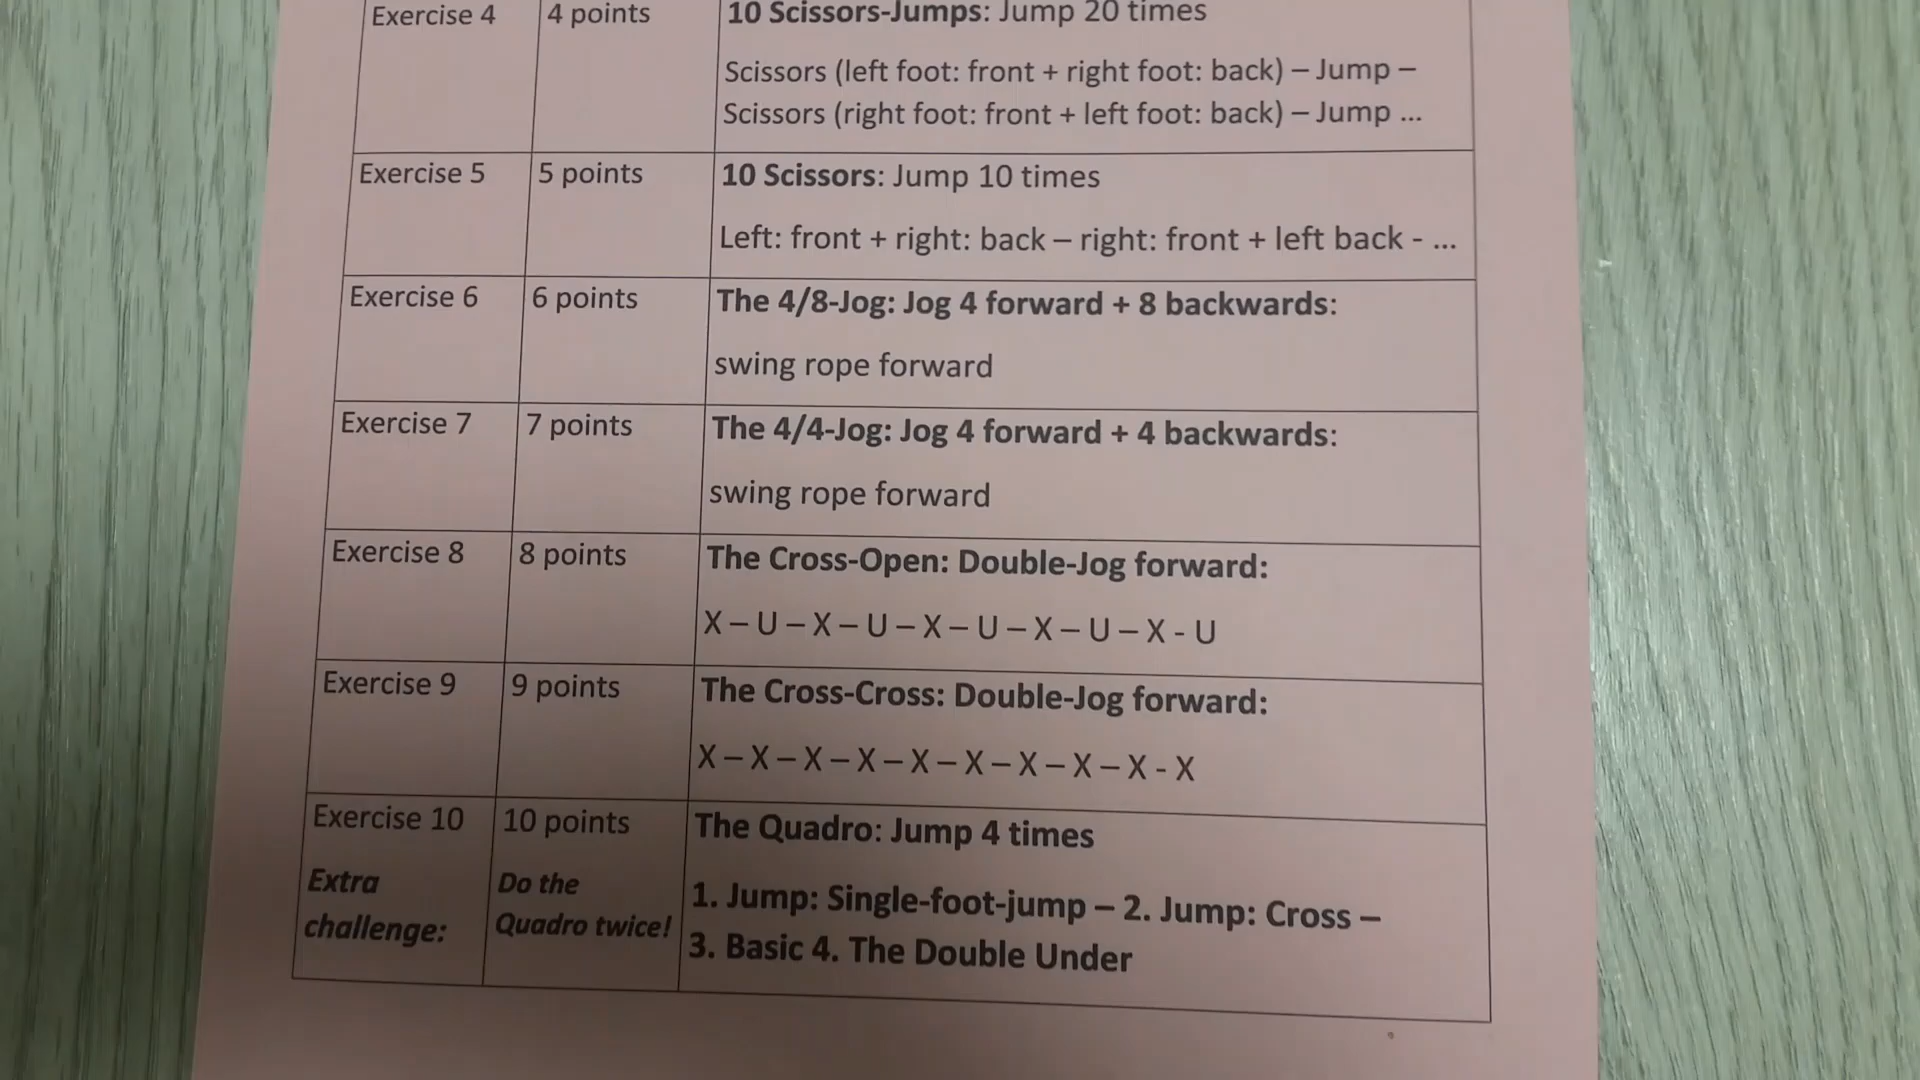 Exercise 4
4 points
10 Scissors-Jumps: Jump 20 times
Scissors (left foot: front + right foot: back) – Jump –
Scissors (right foot: front + left foot: back) – Jump ...
Exercise 5
5 points
10 Scissors: Jump 10 times
Left: front + right: back – right: front + left back - ...
Exercise 6
6 points
The 4/8-Jog: Jog 4 forward + 8 backwards:
swing rope forward
Exercise 7
7 points
The 4/4-Jog: Jog 4 forward + 4 backwards:
swing rope forward
Exercise 8
8 points
The Cross-Open: Double-Jog forward:
X – U – X – U – X – U – X – U – X - U
Exercise 9
9 points
The Cross-Cross: Double-Jog forward:
X – X – X – X – X – X – X – X – X - X
Exercise 10
Extra
challenge:
10 points
Do the
Quadro twice!
The Quadro: Jump 4 times
1. Jump: Single-foot-jump – 2. Jump: Cross –
3. Basic 4. The Double Under